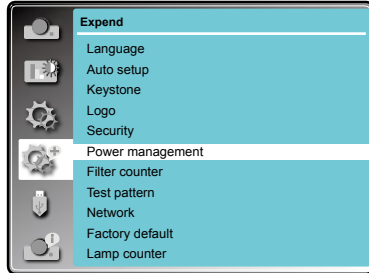 Expend
Language
Auto setup
Keystone
Logo
Security
Power management
Filter counter
Test pattern
Network
Factory default
Lamp counter